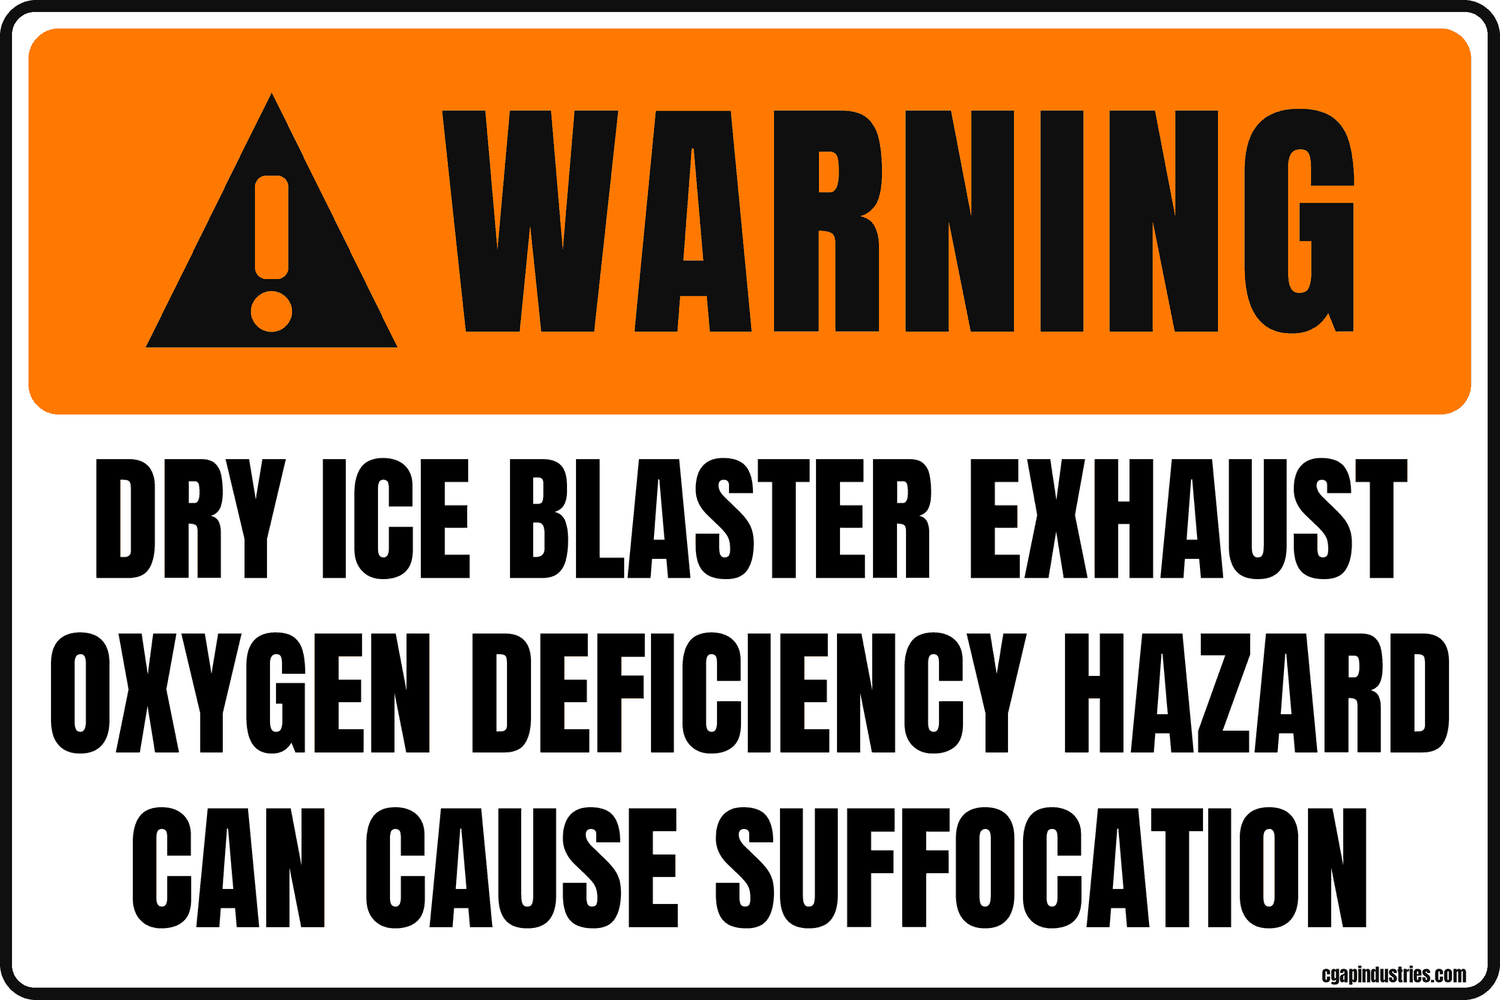 WARNING
DRY ICE BLASTER EXHAUST
OXYGEN DEFICIENCY HAZARD
CAN CAUSE SUFFOCATION
cgapindustries.com